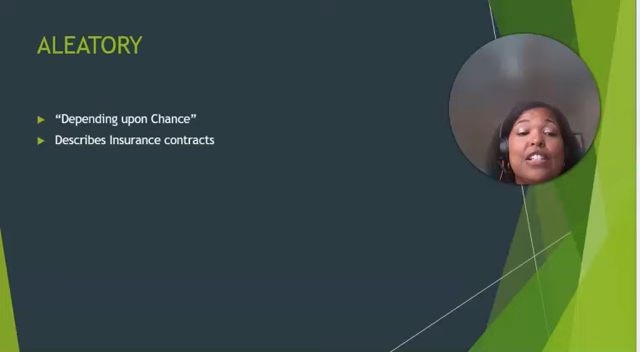 ALEATORY
“Depending upon Chance”
Describes Insurance contracts